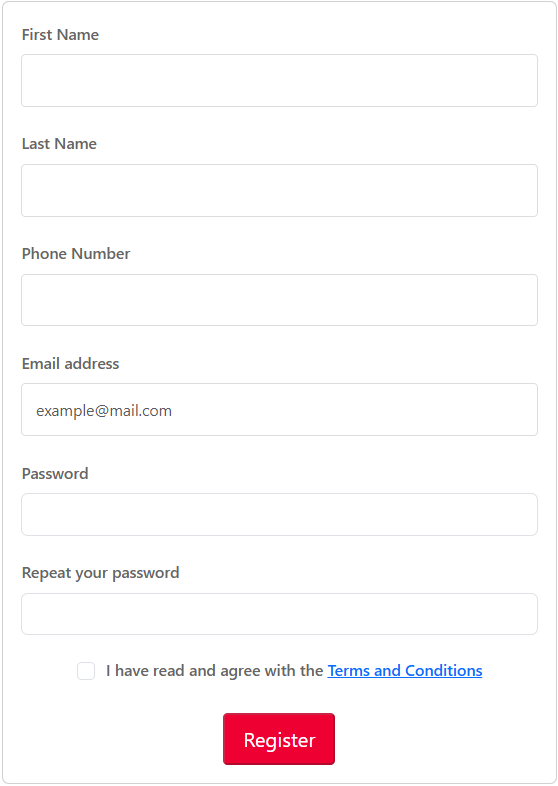 First Name
Last Name
Phone Number
Email address
example@mail.com
Password
Repeat your password
I have read and agree with the Terms and Conditions
Register